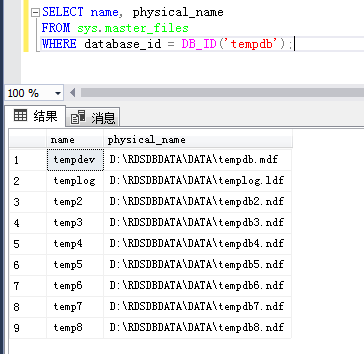 SELECT name, physical_name
FROM sys.master_files
WHERE database_id = DB_ID('tempdb');
100 %
结果 消息
name physical_name
1 tempdev D:\RDSDBDATA\DATA\tempdb.mdf
2 templog D:\RDSDBDATA\DATA\templog.ldf
3 temp2 D:\RDSDBDATA\DATA\tempdb2.ndf
4 temp3 D:\RDSDBDATA\DATA\tempdb3.ndf
5 temp4 D:\RDSDBDATA\DATA\tempdb4.ndf
6 temp5 D:\RDSDBDATA\DATA\tempdb5.ndf
7 temp6 D:\RDSDBDATA\DATA\tempdb6.ndf
8 temp7 D:\RDSDBDATA\DATA\tempdb7.ndf
9 temp8 D:\RDSDBDATA\DATA\tempdb8.ndf